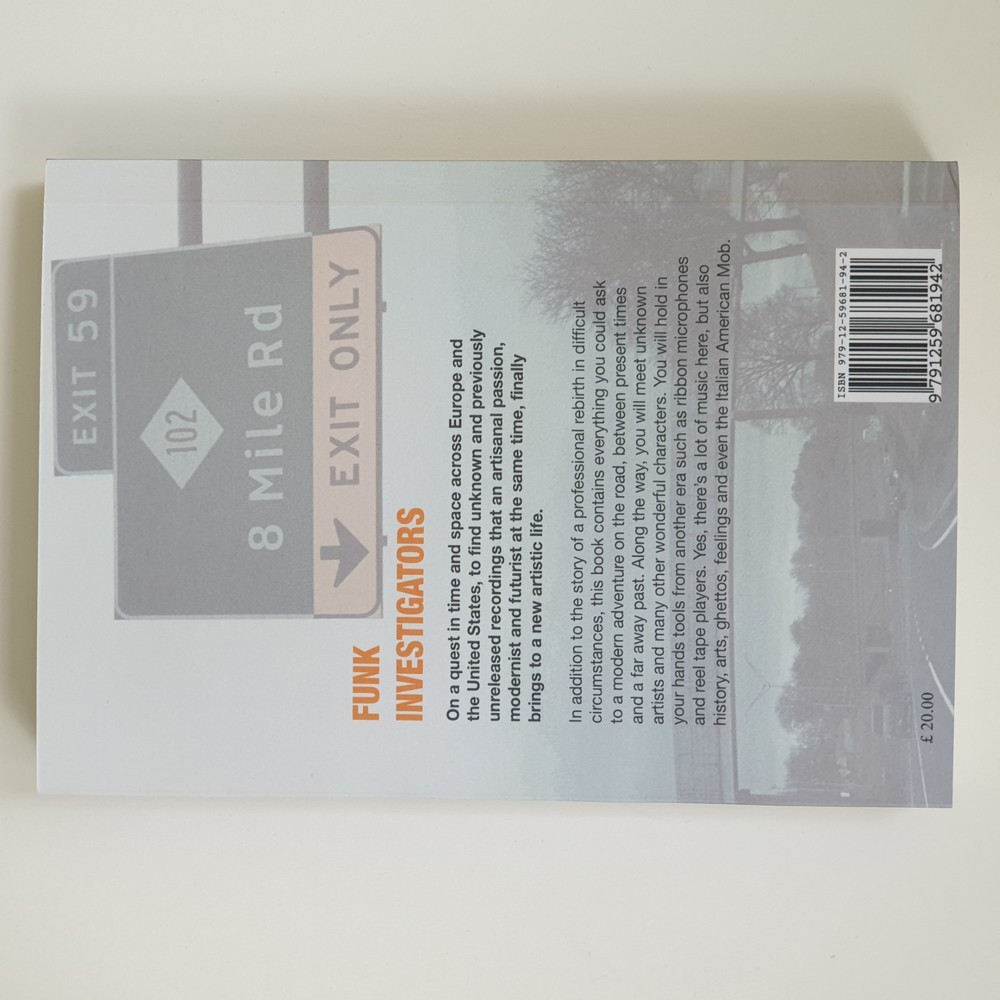 EXIT 59
102
8 Mile Rd
EXIT ONLY
FUNK
INVESTIGATORS
On a quest in time and space across Europe and
the United States, to find unknown and previously
unreleased recordings that an artisanal passion,
modernist and futurist at the same time, finally
brings to a new artistic life.
In addition to the story of a professional rebirth in difficult
circumstances, this book contains everything you could ask
to a modern adventure on the road, between present times
and a far away past. Along the way, you will meet unknown
artists and many other wonderful characters. You will hold in
your hands tools from another era such as ribbon microphones
and reel tape players. Yes, there's a lot of music here, but also
history, arts, ghettos, feelings and even the Italian American Mob.
ISBN 979-12-59681-94-2
9 791259 681942
£ 20.00